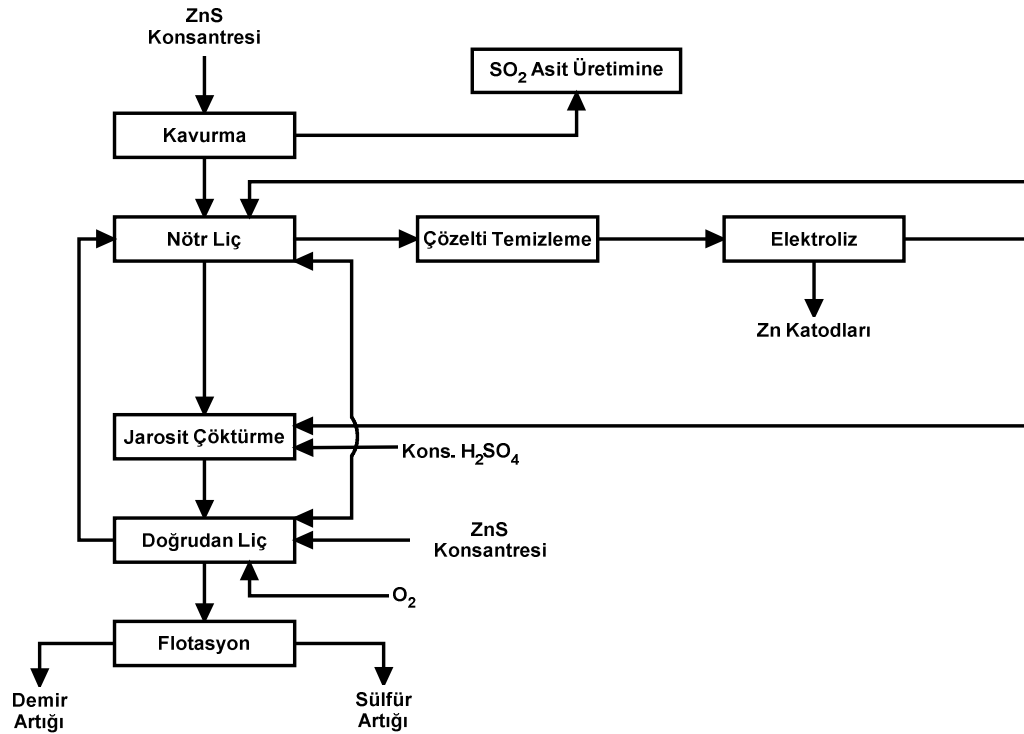 ZnS
Konsantresi
SO2 Asit Üretimine
Kavurma
Nötr Liç
Çözelti Temizleme
Elektroliz
Zn Katodları
Jarosit Çöktürme
Kons. H2SO4
Doğrudan Liç
ZnS
Konsantresi
O2
Flotasyon
Demir
Artığı
Sülfür
Artığı